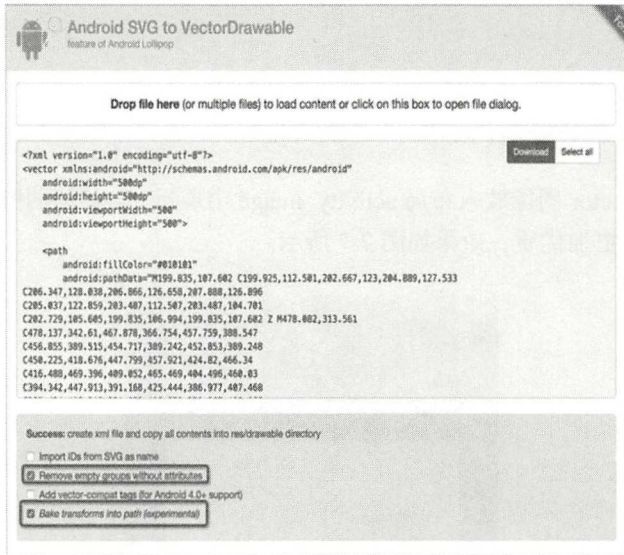 Android SVG to VectorDrawable
feature of Android Lollipop
Drop file here (or multiple files) to load content or click on this box to open file dialog.
Download Select all
<?xml version="1.0" encoding="utf-8"?>
<vector xmlns:android="http://schemas.android.com/apk/res/android"
android:width="500dp"
android:height="500dp"
android:viewportWidth="500"
android:viewportHeight="500">
<path
android:fillColor="#010101"
android:pathData="M199.835,107.602 C199.925,112.501,202.667,123,204.889,127.533
C206.347,128.038,206.866,126.658,207.888,126.896
C205.037,122.859,203.407,112.507,203.487,104.701
C202.729,105.605,199.835,106.994,199.835,107.602 Z M478.082,313.561
C478.137,342.61,467.878,366.754,457.759,388.547
C456.855,389.515,454.717,389.242,452.853,389.248
C450.225,418.676,447.799,457.921,424.82,466.34
C416.488,469.396,409.052,465.469,404.496,460.03
C394.342,447.913,391.168,425.444,386.977,407.468
Success: create xml file and copy all contents into res/drawable directory
Import IDs from SVG as name
Remove empty groups without attributes
Add vector-compat tags (for Android 4.0+ support)
Bake transforms into path (experimental)